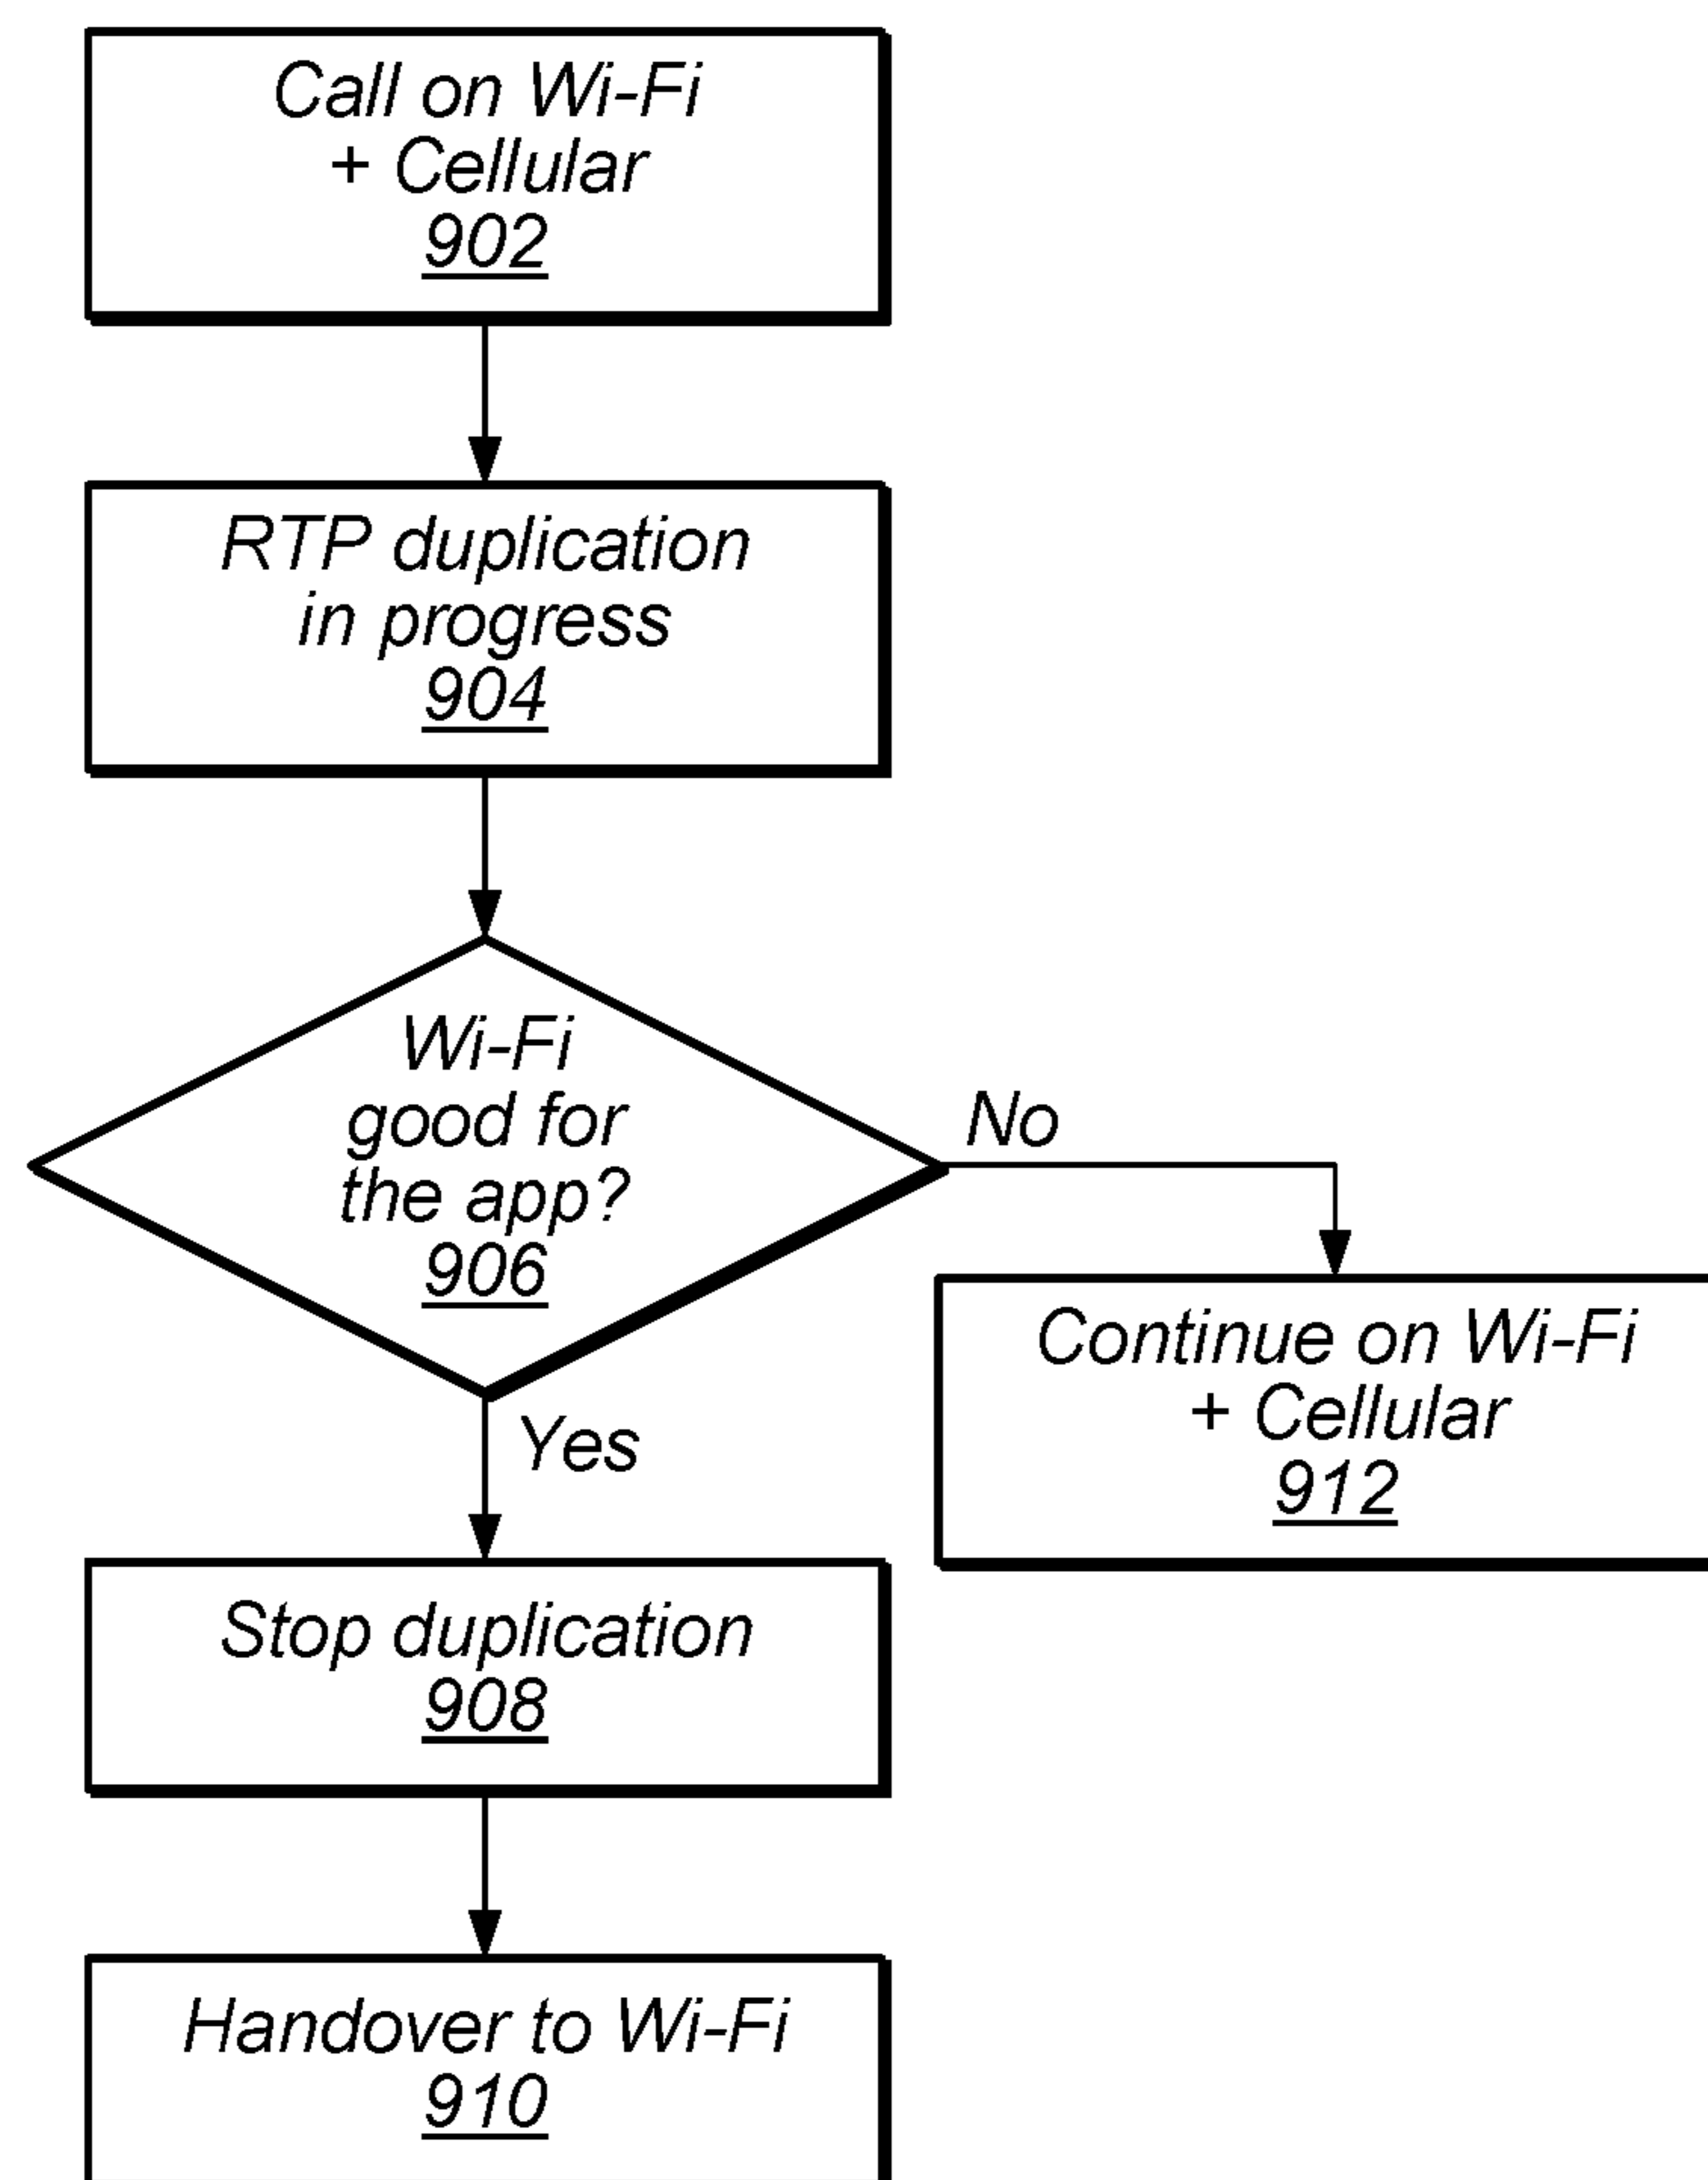 Call on Wi-Fi
+ Cellular
902
RTP duplication
in progress
904
Wi-Fi
good for
the app?
906
No
Continue on Wi-Fi
+ Cellular
912
Yes
Stop duplication
908
Handover to Wi-Fi
910